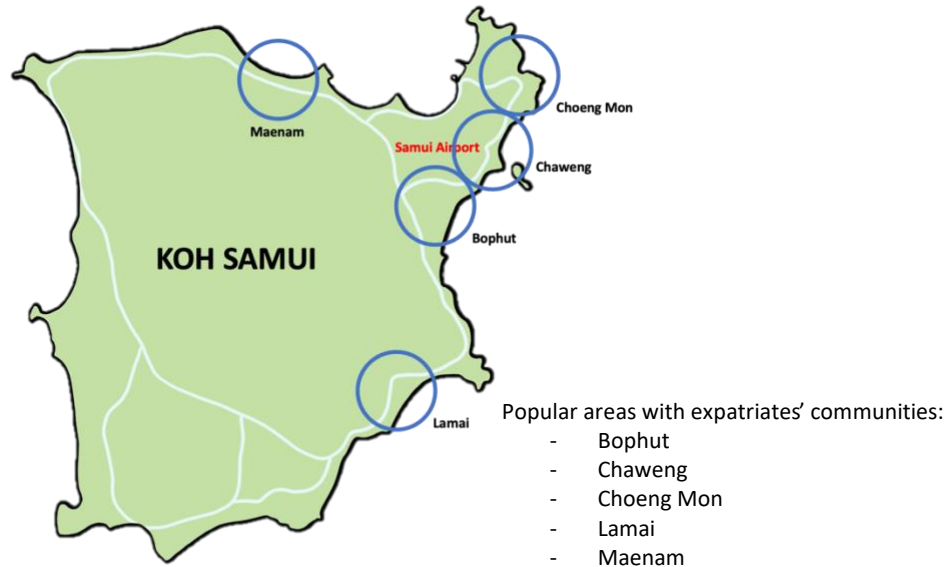 Choeng Mon
Maenam
Samui Airport
Chaweng
Bophut
KOH SAMUI
Lamai
Popular areas with expatriates’ communities:
- Bophut
- Chaweng
- Choeng Mon
- Lamai
- Maenam